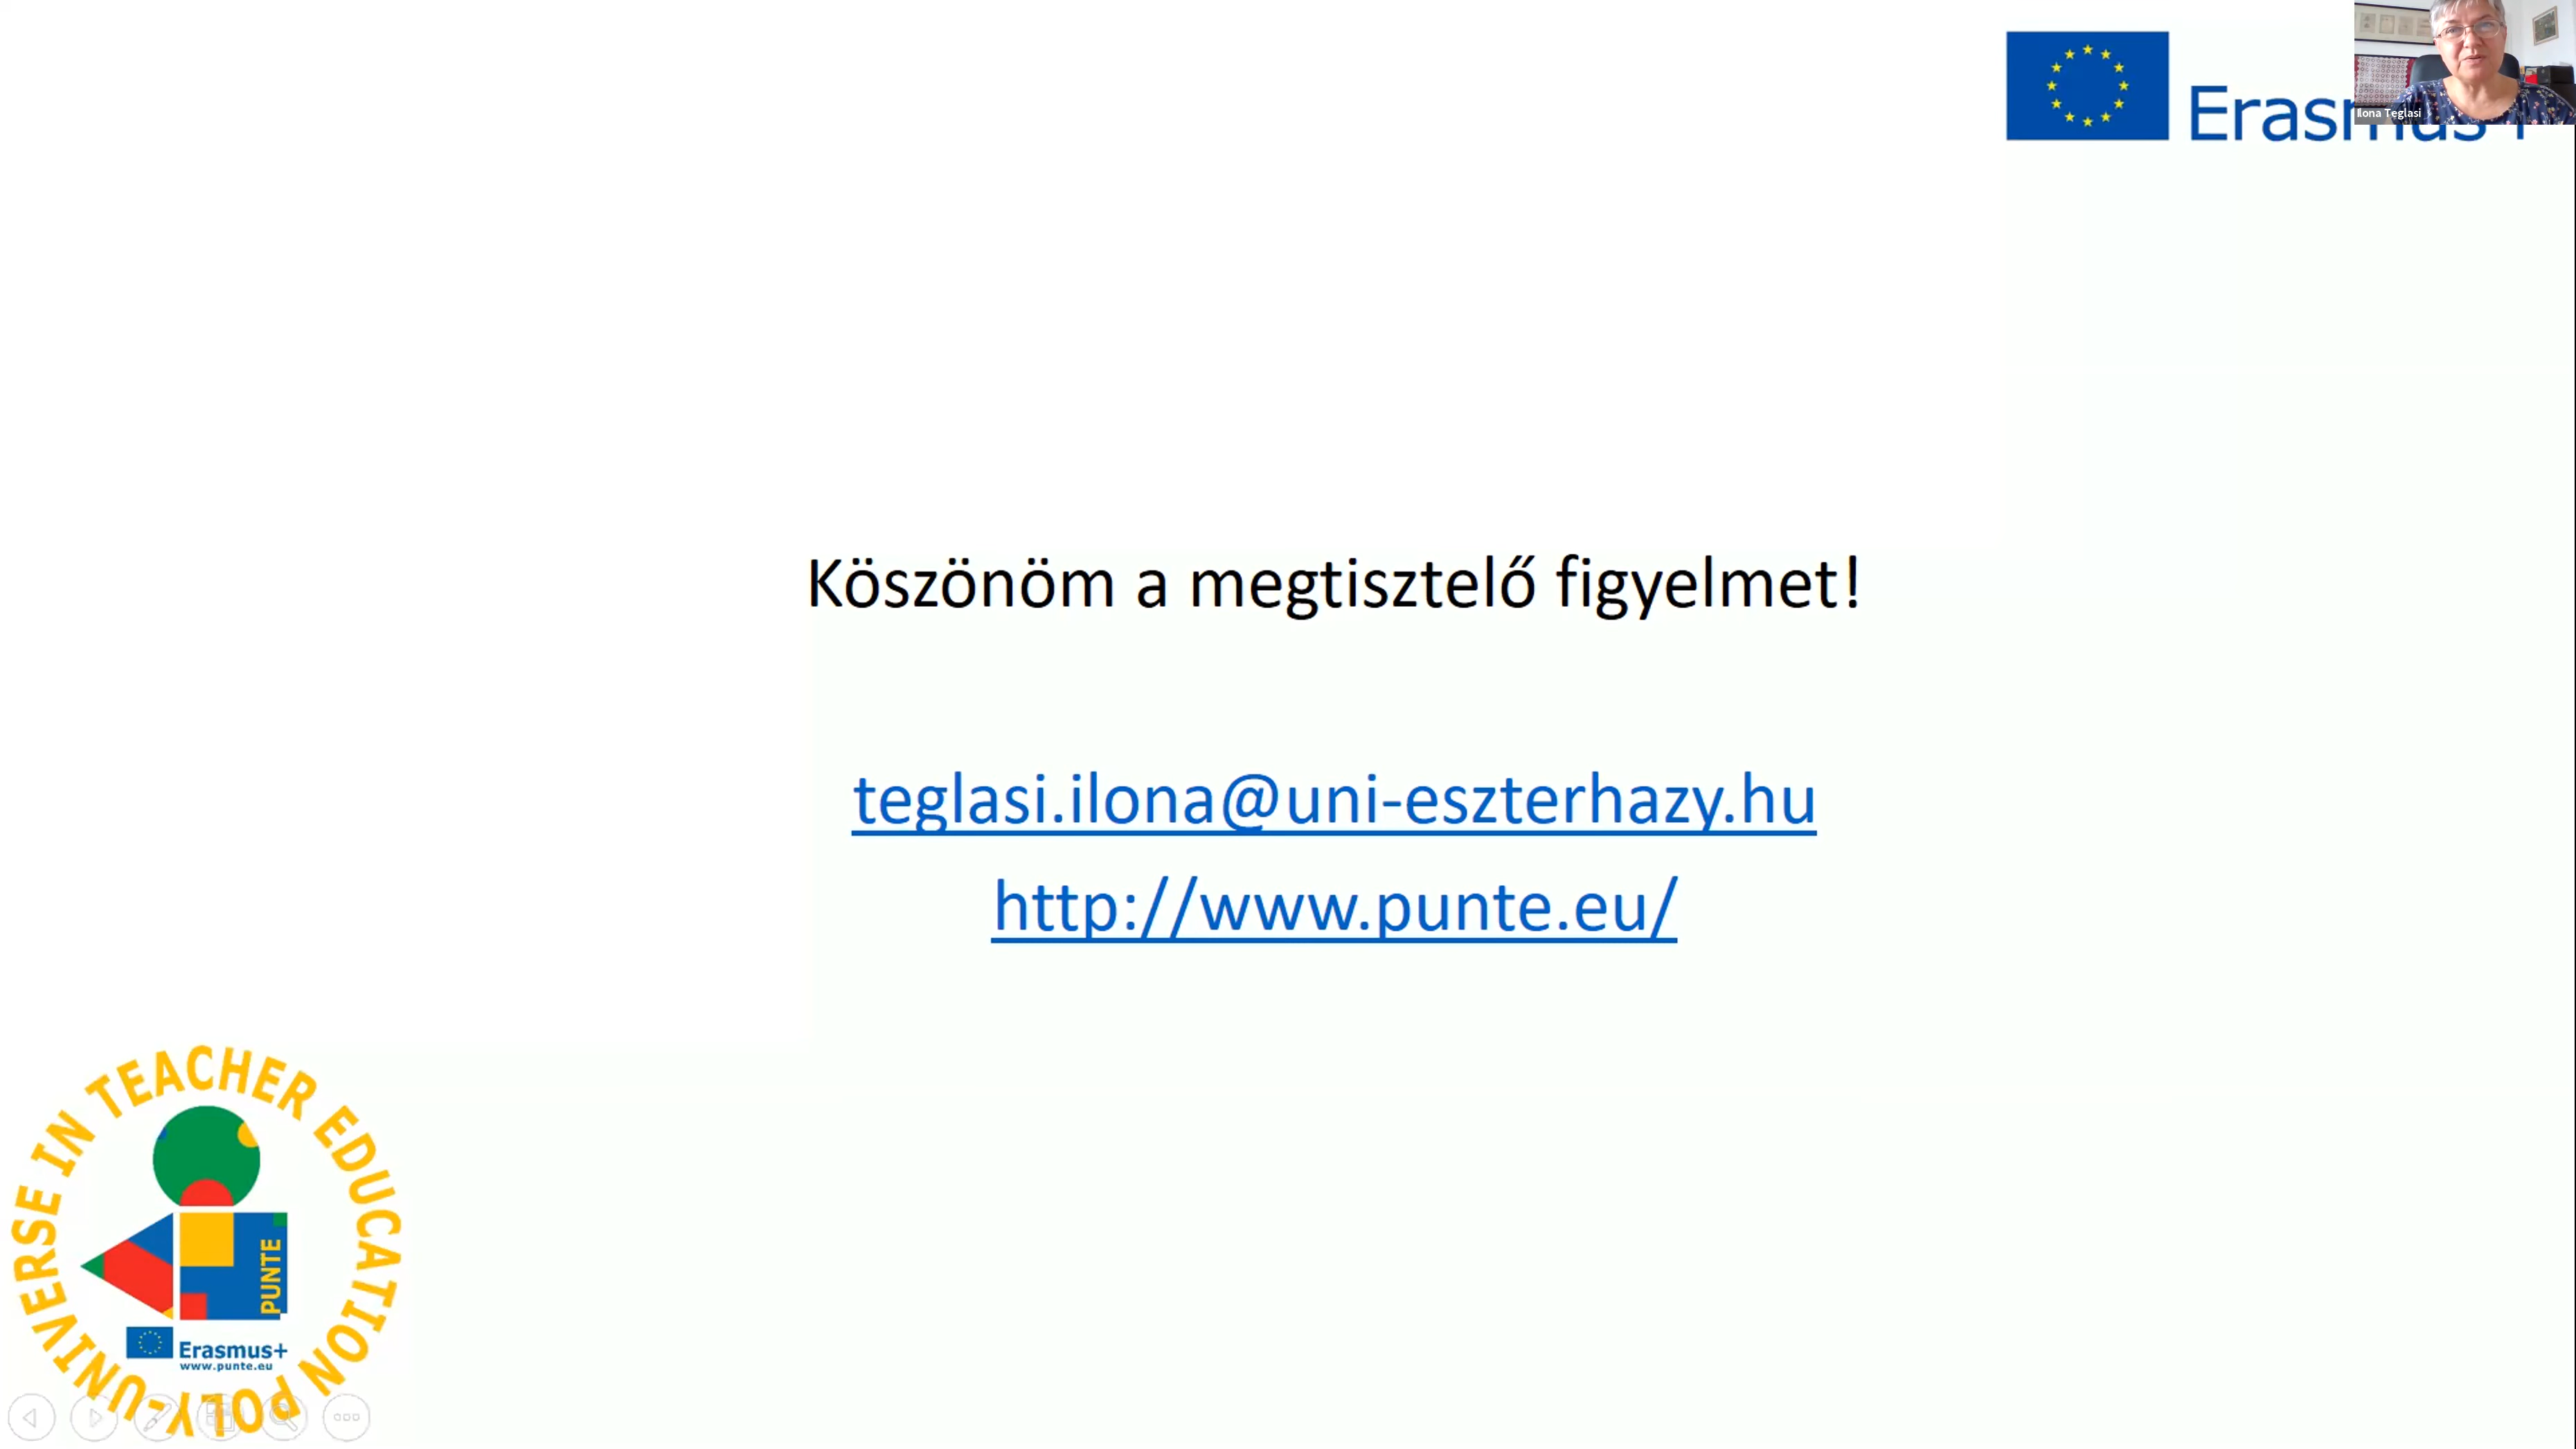 Erasmus+
Ilona Teglasi
Köszönöm a megtisztelő figyelmet!
teglasi.ilona@uni-eszterhazy.hu
http://www.punte.eu/
POLY-UNIVERSE IN TEACHER EDUCATION
PUNTE
Erasmus+
www.punte.eu